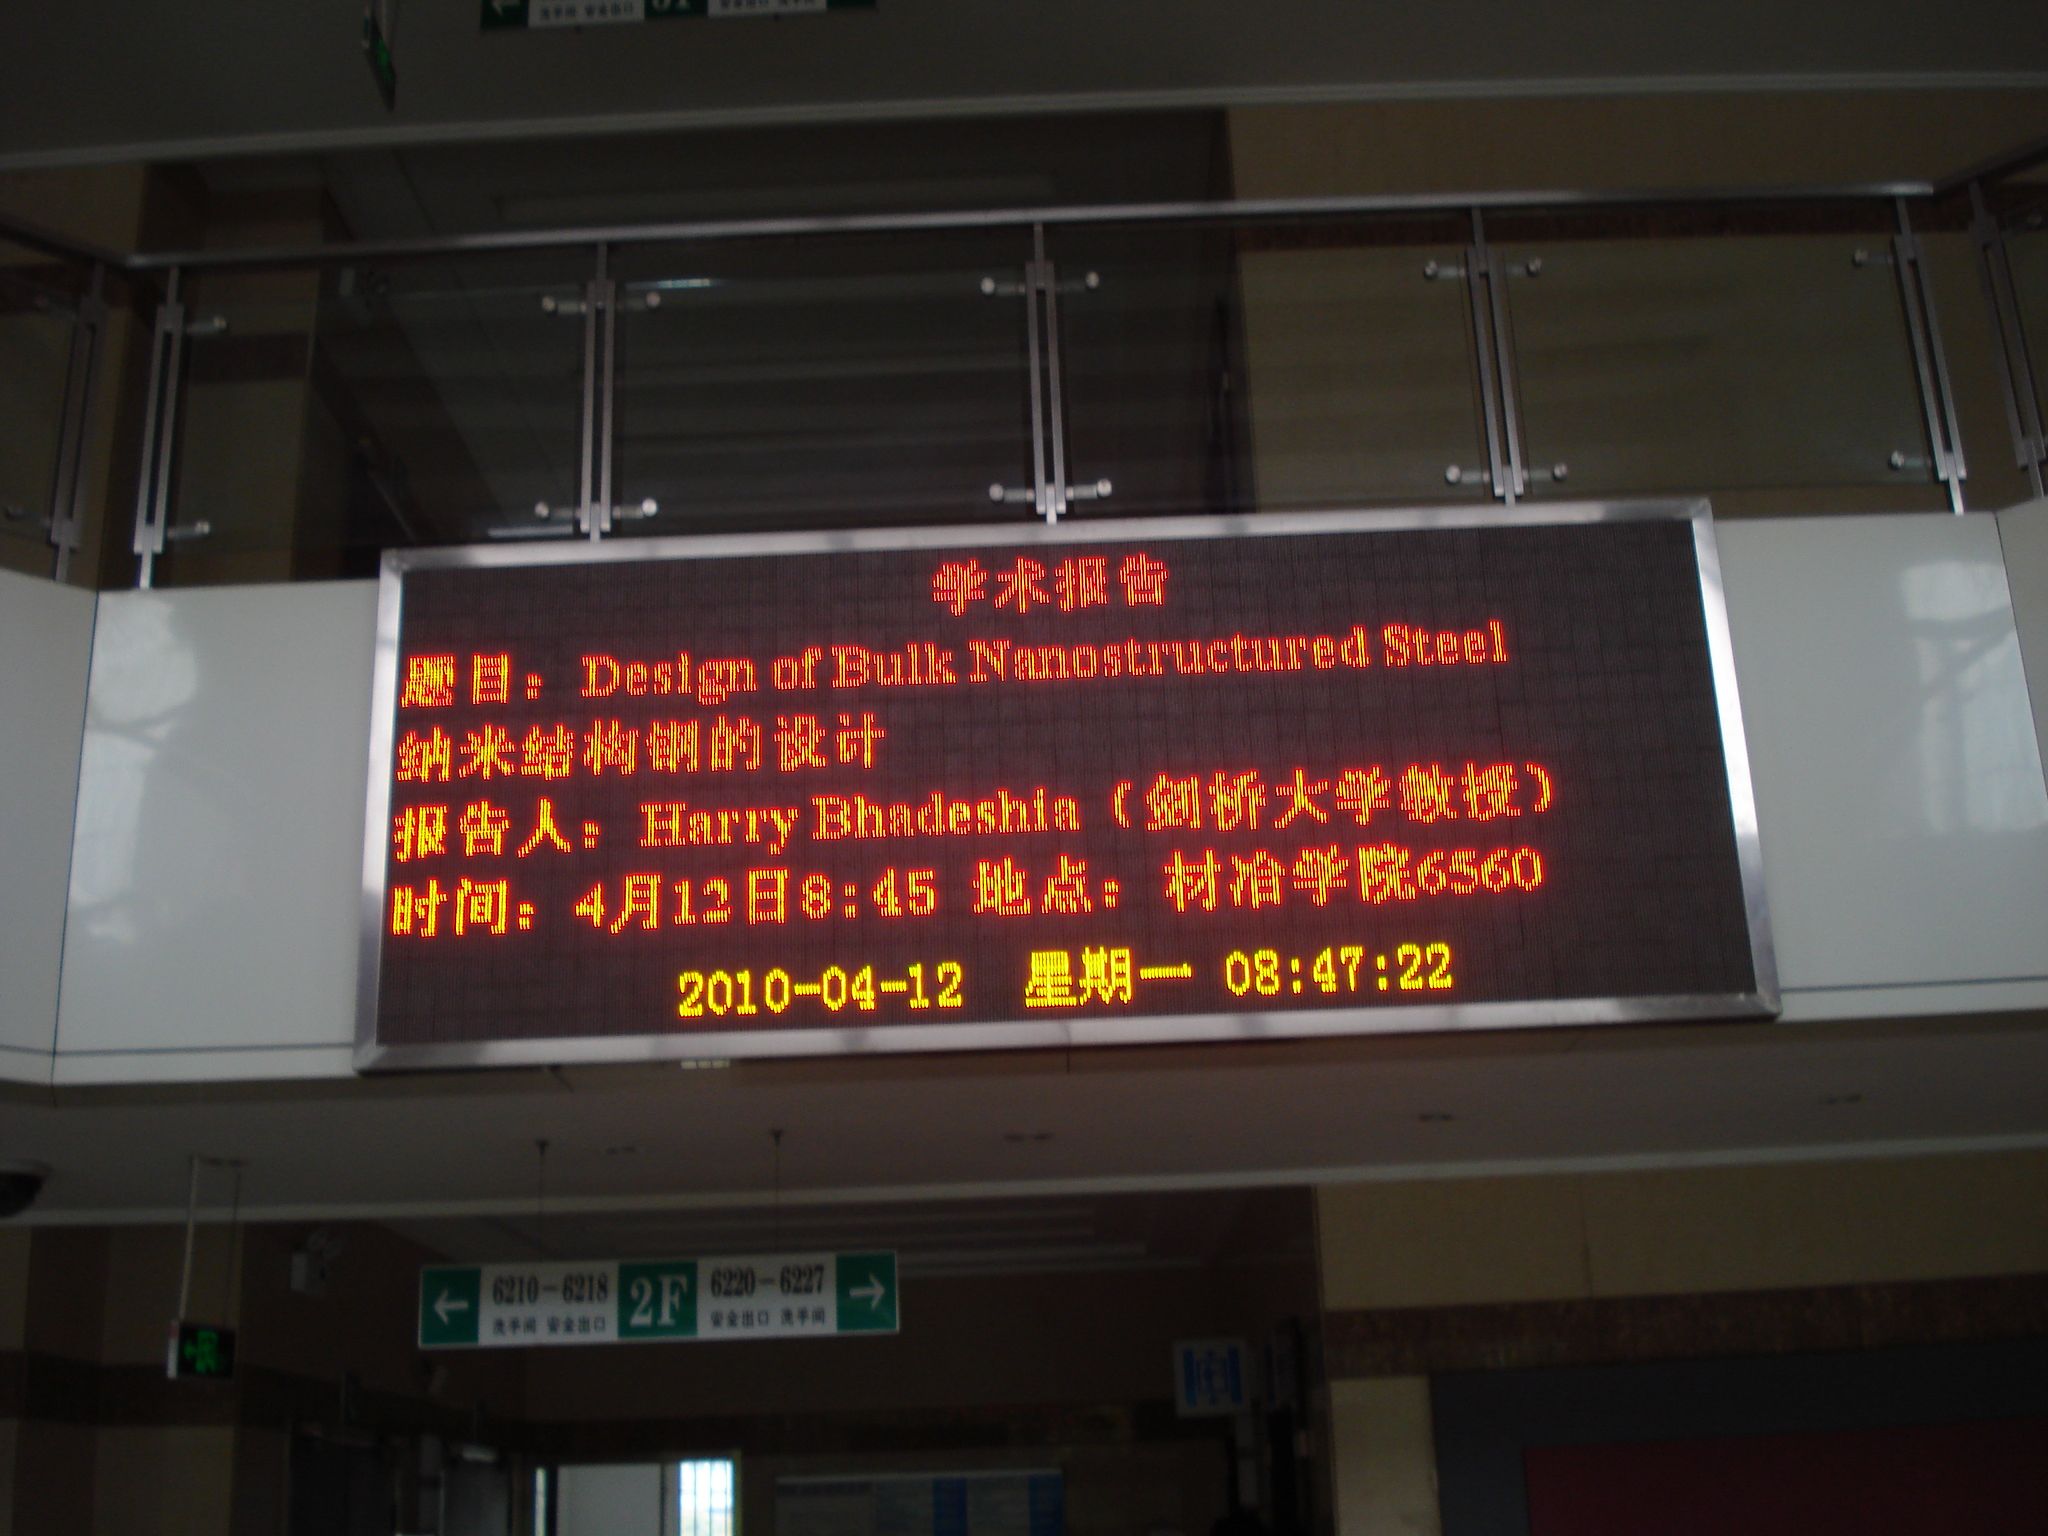 学术报告
题目：Design of Bulk Nanostructured Steel
纳米结构钢的设计
报告人：Harry Bhadeshia（剑桥大学教授）
时间：4月12日8:45 地点：材冶学院6560
2010-04-12 星期一 08:47:22
← 6210－6218 2F 6220－6227 →
洗手间 安全出口 安全出口 洗手间